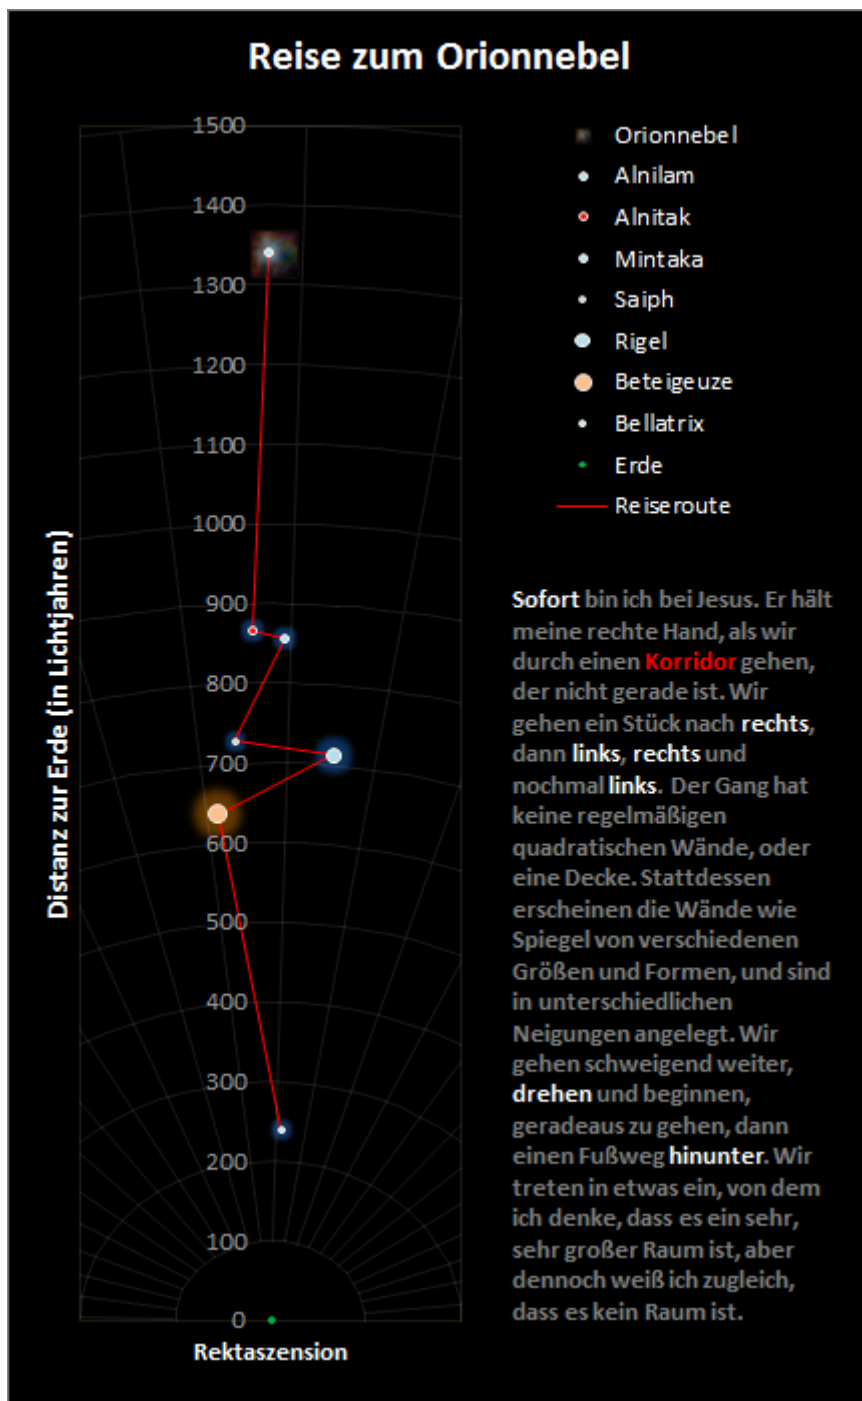 Reise zum Orionnebel
1500
1400
1300
1200
1100
1000
900
800
700
600
500
400
300
200
100
0
Distanz zur Erde (in Lichtjahren)
Rektaszension
Orionnebel
Alnilam
Alnitak
Mintaka
Saiph
Rigel
Beteigeuze
Bellatrix
Erde
Reiseroute
Sofort bin ich bei Jesus. Er hält
meine rechte Hand, als wir
durch einen Korridor gehen,
der nicht gerade ist. Wir
gehen ein Stück nach rechts,
dann links, rechts und
nochmal links. Der Gang hat
keine regelmäßigen
quadratischen Wände, oder
eine Decke. Stattdessen
erscheinen die Wände wie
Spiegel von verschiedenen
Größen und Formen, und sind
in unterschiedlichen
Neigungen angelegt. Wir
gehen schweigend weiter,
drehen und beginnen,
geradeaus zu gehen, dann
einen Fußweg hinunter. Wir
treten in etwas ein, von dem
ich denke, dass es ein sehr,
sehr großer Raum ist, aber
dennoch weiß ich zugleich,
dass es kein Raum ist.